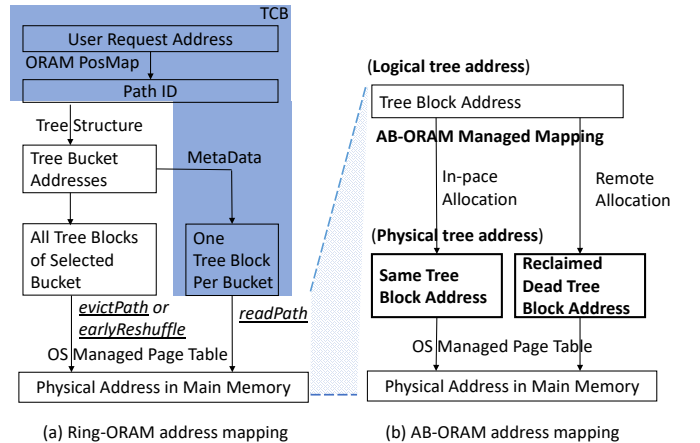 TCB
User Request Address
ORAM PosMap
Path ID
Tree Structure
Tree Bucket
Addresses
MetaData
All Tree Blocks
of Selected
Bucket
One
Tree Block
Per Bucket
evictPath or
earlyReshuffle
readPath
OS Managed Page Table
Physical Address in Main Memory
(a) Ring-ORAM address mapping
(Logical tree address)
Tree Block Address
AB-ORAM Managed Mapping
In-pace
Allocation
Remote
Allocation
(Physical tree address)
Same Tree
Block Address
Reclaimed
Dead Tree
Block Address
OS Managed Page Table
Physical Address in Main Memory
(b) AB-ORAM address mapping